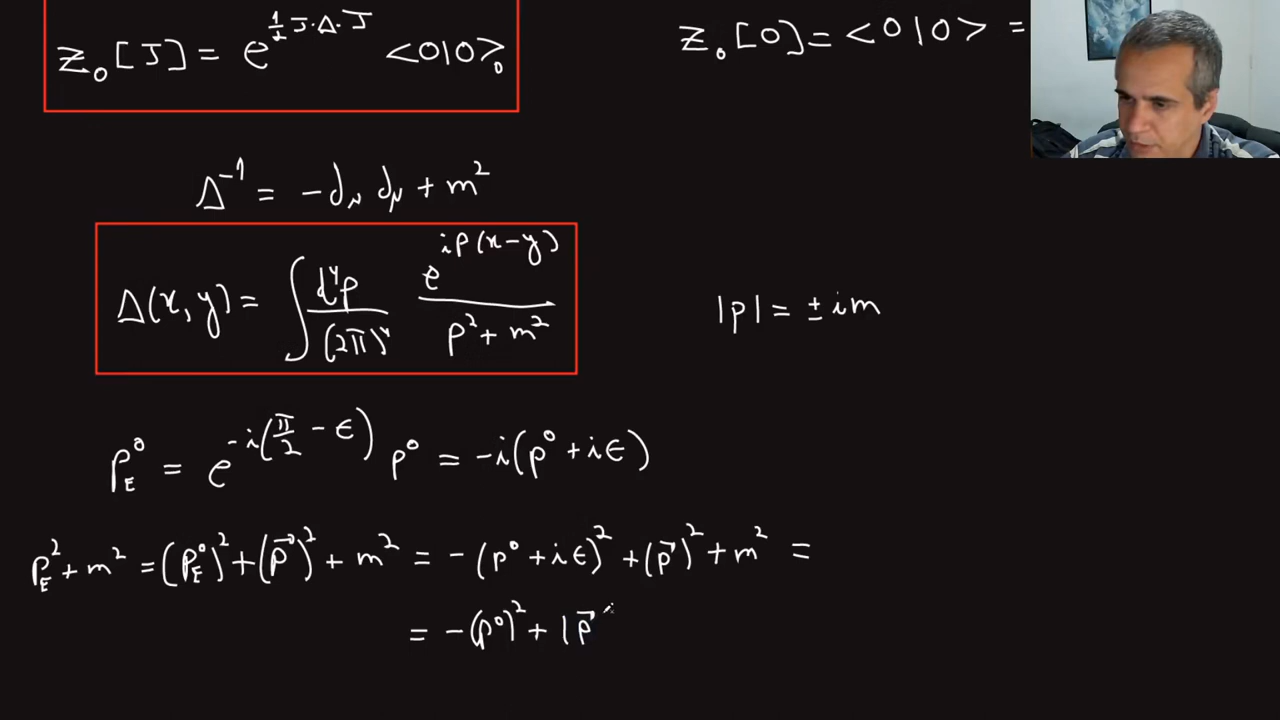 Z₀[J] = e^{½ J·Δ·J} <0|0>₀
Z₀[0] = <0|0> =
Δ⁻¹ = -∂_μ ∂_μ + m²
Δ(x,y) = ∫ d⁴p/(2π)⁴ e^{ip(x-y)}/(p² + m²)
|p| = ± im
p_E⁰ = e^{-i(π/2 - ϵ)} p⁰ = -i(p⁰ + iϵ)
p_E² + m² = (p_E⁰)² + (p⃗)² + m² = -(p⁰ + iϵ)² + (p⃗)² + m² =
= -(p⁰)² + |p⃗